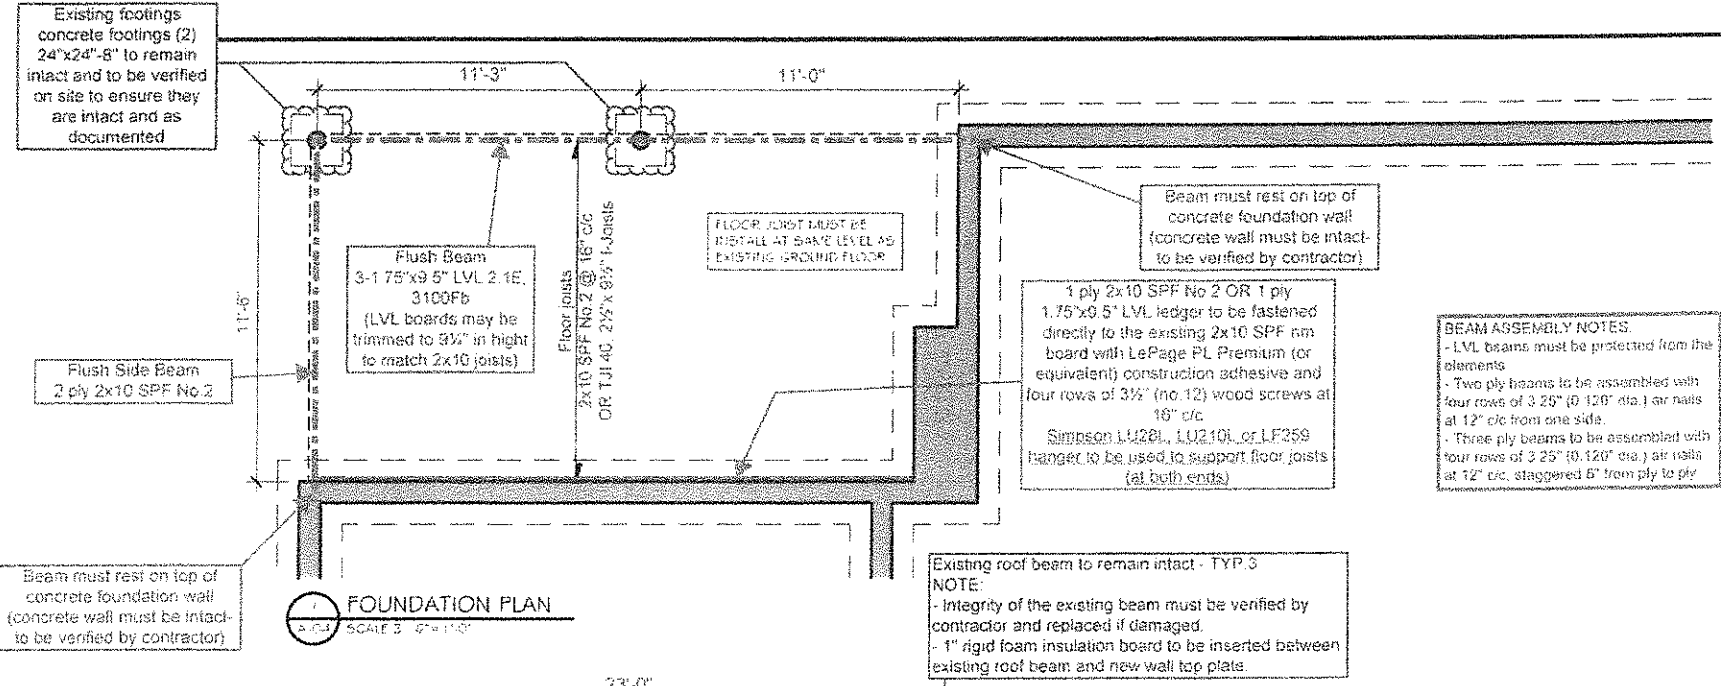 Existing footings
concrete footings (2)
24"x24"-8" to remain
intact and to be verified
on site to ensure they
are intact and as
documented
11'-3"
11'-0"
11'-6"
Flush Beam
3-1.75"x9.5" LVL 2.1E,
3100Fb
(LVL boards may be
trimmed to 9¼" in hight
to match 2x10 joists)
Floor joists
2x10 SPF No.2 @ 16" c/c
OR TJI 40, 2½"x 9½" I-Joists
FLOOR JOIST MUST BE
INSTALL AT SAME LEVEL AS
EXISTING GROUND FLOOR
Beam must rest on top of
concrete foundation wall
(concrete wall must be intact-
to be verified by contractor)
Flush Side Beam
2 ply 2x10 SPF No.2
1 ply 2x10 SPF No 2 OR 1 ply
1.75"x9.5" LVL ledger to be fastened
directly to the existing 2x10 SPF rim
board with LePage PL Premium (or
equivalent) construction adhesive and
four rows of 3½" (no.12) wood screws at
16" c/c
Simpson LU28L, LU210L or LF259
hanger to be used to support floor joists
(at both ends)
BEAM ASSEMBLY NOTES:
- LVL beams must be protected from the
elements
- Two ply beams to be assembled with
four rows of 3.25" (0.120" dia.) air nails
at 12" c/c from one side.
- Three ply beams to be assembled with
four rows of 3.25" (0.120" dia.) air nails
at 12" c/c, staggered 6" from ply to ply
Beam must rest on top of
concrete foundation wall
(concrete wall must be intact-
to be verified by contractor)
FOUNDATION PLAN
SCALE 3
Existing roof beam to remain intact - TYP.3
NOTE:
- Integrity of the existing beam must be verified by
contractor and replaced if damaged.
- 1" rigid foam insulation board to be inserted between
existing roof beam and new wall top plate.
23'-0"